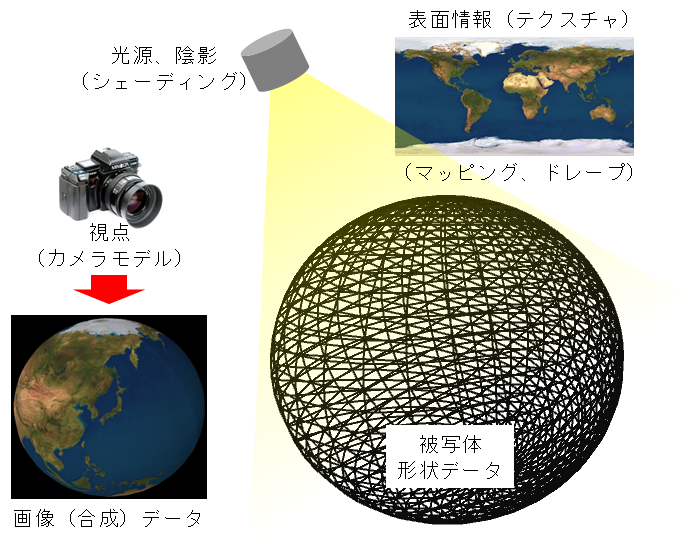 表面情報（テクスチャ）
光源、陰影
（シェーディング）
（マッピング、ドレープ）
MINOLTA
視点
（カメラモデル）
被写体
形状データ
画像（合成）データ